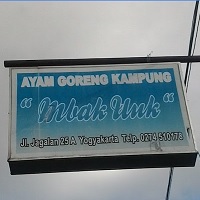 AYAM GORENG KAMPUNG
“Mbak Uuk“
Jl. Jagalan 25 A Yogyakarta Telp. 0274 510178